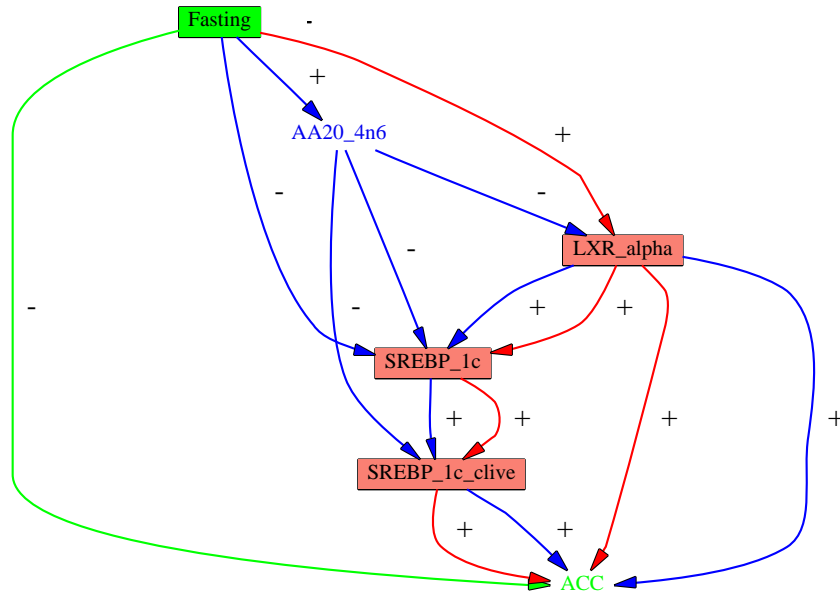 Fasting
-
+
AA20_4n6
+
-
-
-
LXR_alpha
-
-
+
+
SREBP_1c
+
+
+
+
SREBP_1c_clive
+
+
ACC